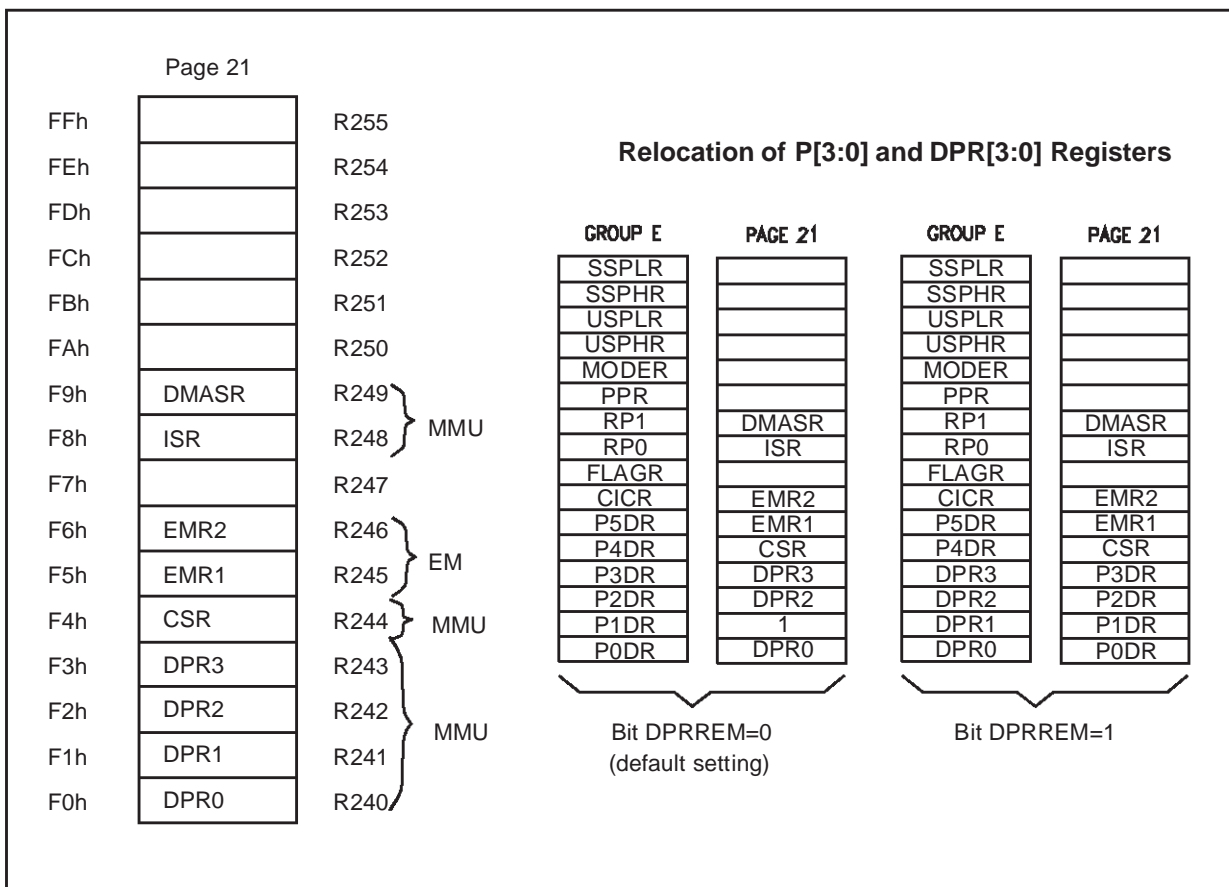 Page 21
FFh R255
FEh R254
FDh R253
FCh R252
FBh R251
FAh R250
F9h DMASR R249
MMU
F8h ISR R248
F7h R247
F6h EMR2 R246
EM
F5h EMR1 R245
F4h CSR R244 MMU
F3h DPR3 R243
F2h DPR2 R242
MMU
F1h DPR1 R241
F0h DPR0 R240
Relocation of P[3:0] and DPR[3:0] Registers
GROUP E PAGE 21 GROUP E PAGE 21
SSPLR SSPLR
SSPHR SSPHR
USPLR USPLR
USPHR USPHR
MODER MODER
PPR PPR
RP1 DMASR RP1 DMASR
RP0 ISR RP0 ISR
FLAGR FLAGR
CICR EMR2 CICR EMR2
P5DR EMR1 P5DR EMR1
P4DR CSR P4DR CSR
P3DR DPR3 DPR3 P3DR
P2DR DPR2 DPR2 P2DR
P1DR 1 DPR1 P1DR
P0DR DPR0 DPR0 P0DR
Bit DPRREM=0 Bit DPRREM=1
(default setting)